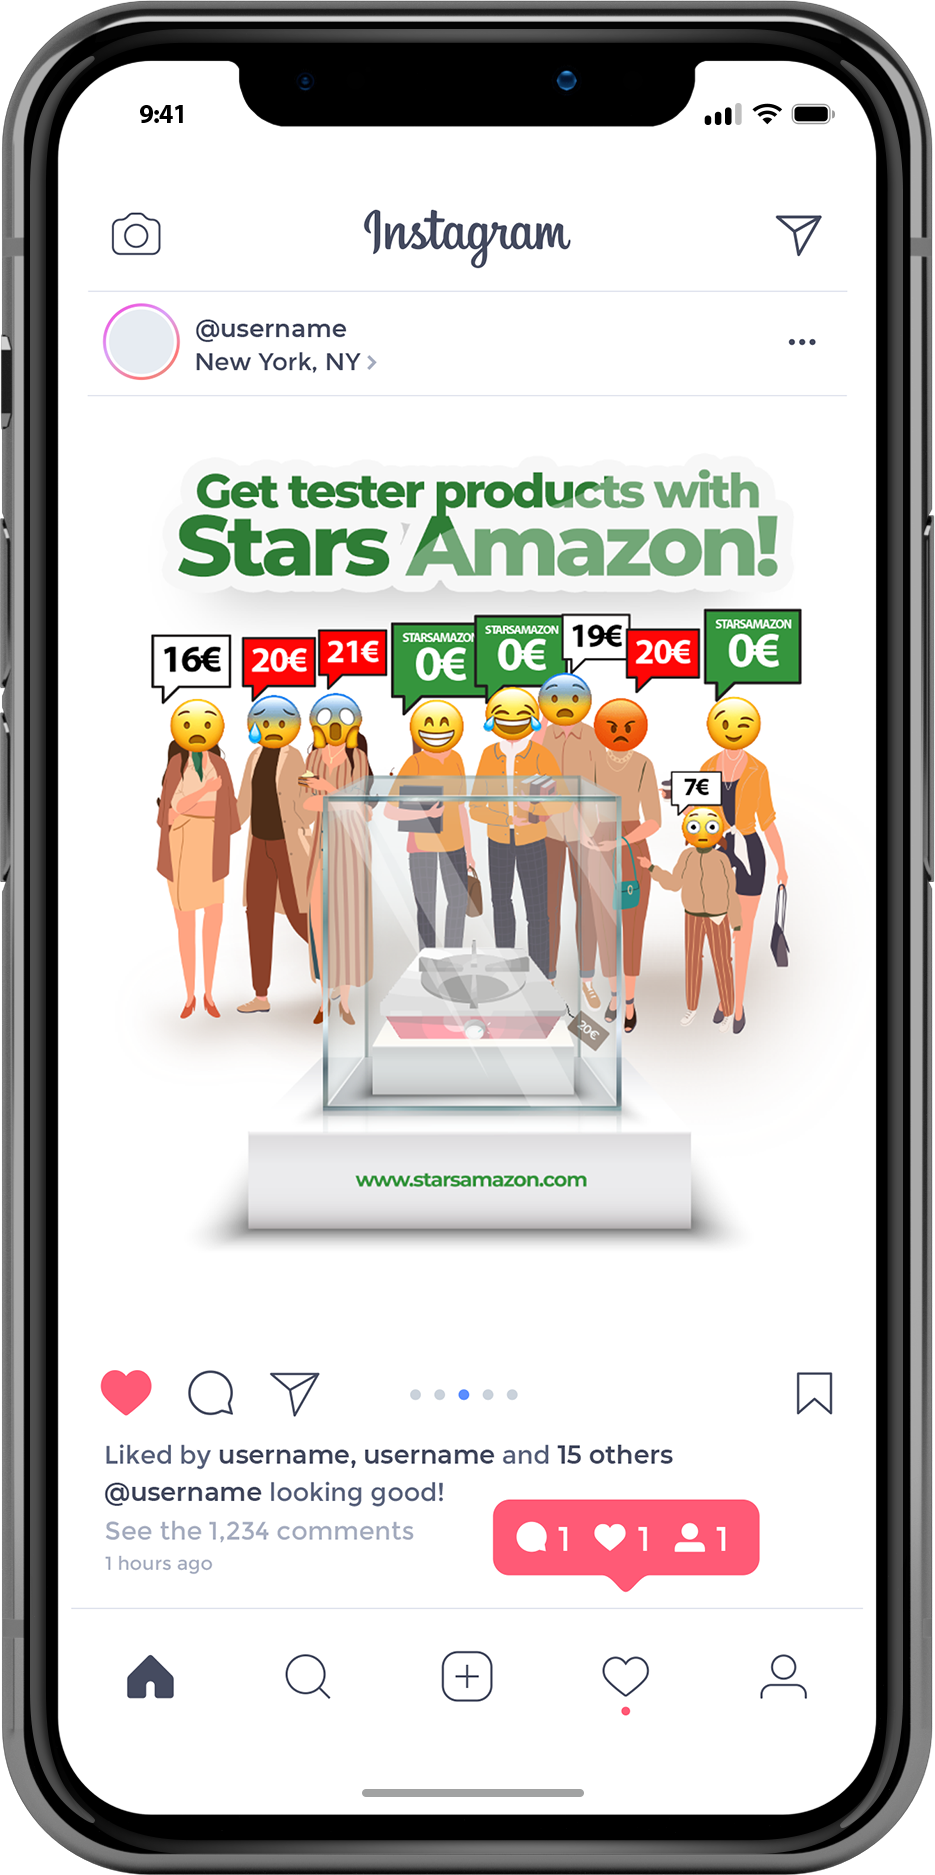 9:41
Instagram
@username
New York, NY
Get tester products with
Stars Amazon!
16€
20€
21€
STARSAMAZON
0€
STARSAMAZON
0€
19€
20€
STARSAMAZON
0€
7€
20€
www.starsamazon.com
Liked by username, username and 15 others
@username looking good!
See the 1,234 comments
1 hours ago
1 1 1